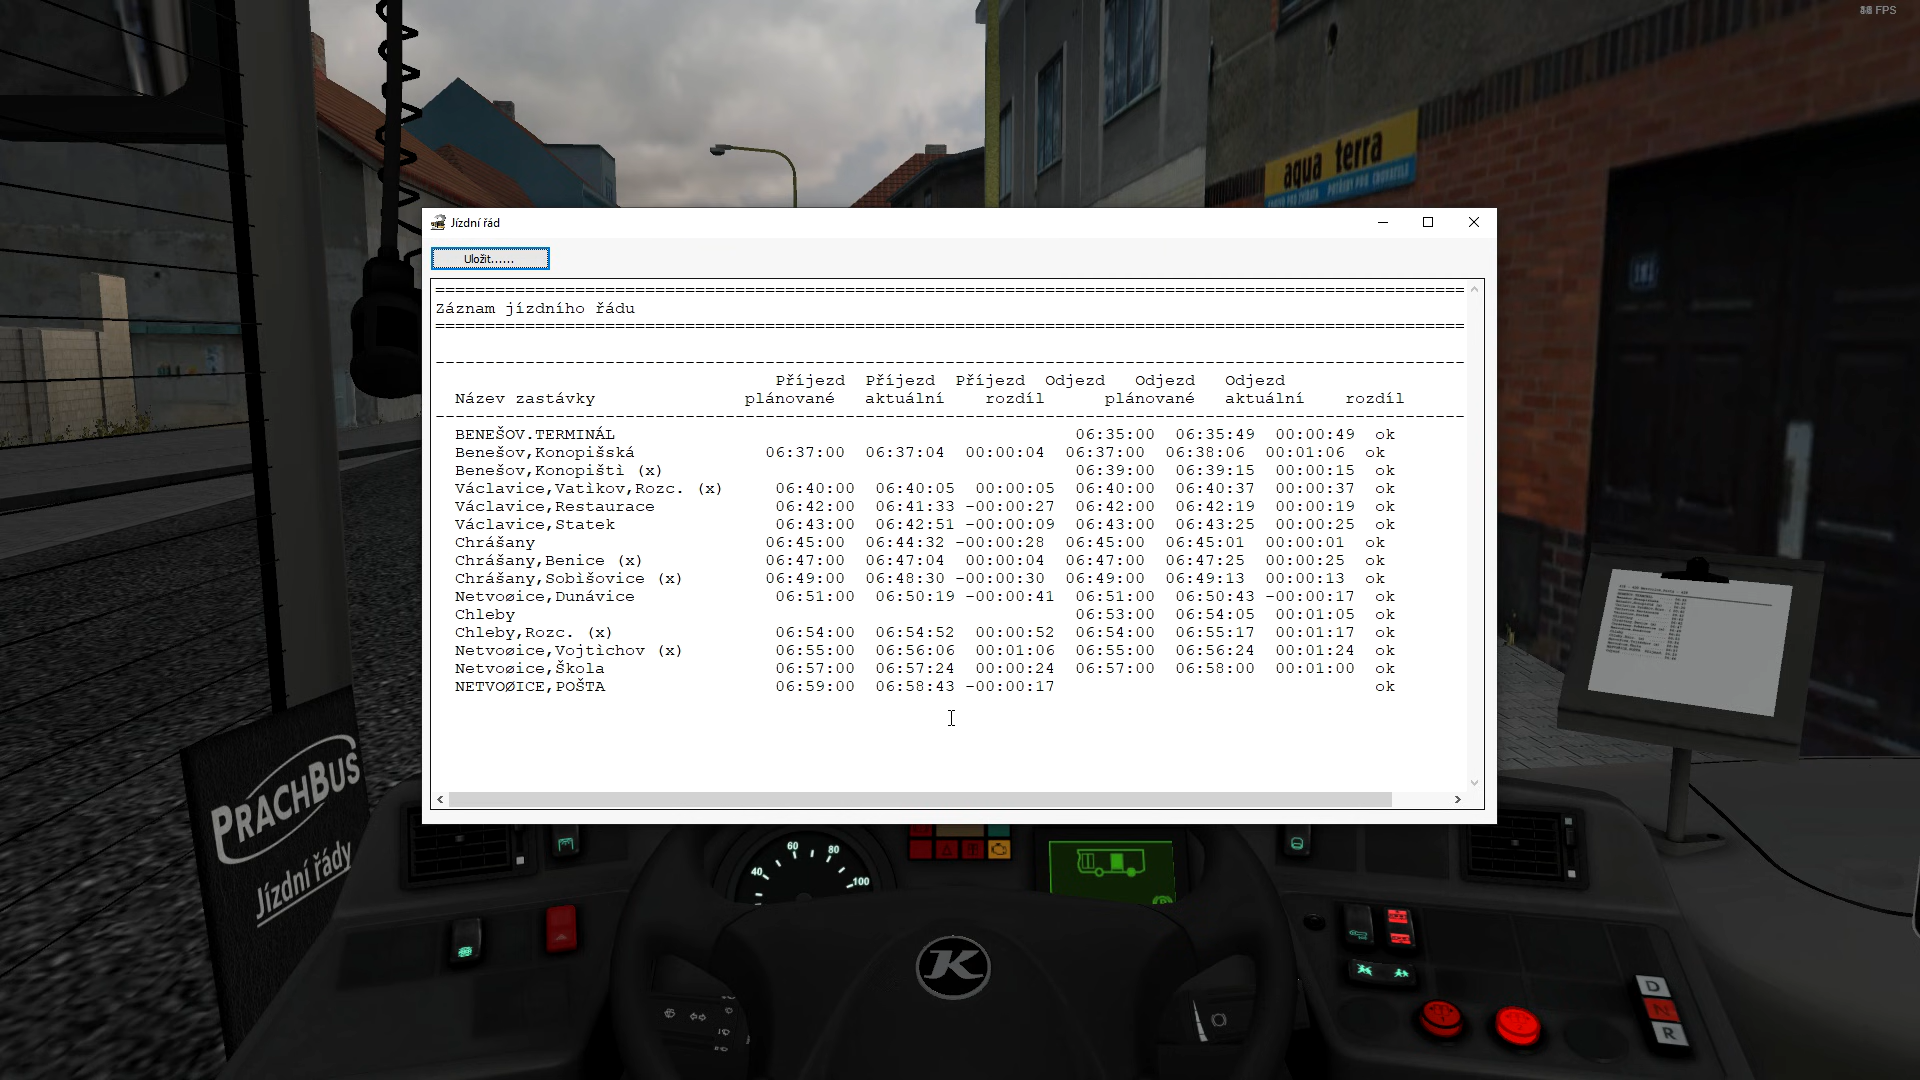 FPS
aqua terra
Jízdní řád
Uložit......
================================================================
Záznam jízdního řádu
================================================================
----------------------------------------------------------------
Příjezd Příjezd Příjezd Odjezd Odjezd Odjezd
Název zastávky plánované aktuální rozdíl plánované aktuální rozdíl
----------------------------------------------------------------
BENEŠOV.TERMINÁL 06:35:00 06:35:49 00:00:49 ok
Benešov,Konopišská 06:37:00 06:37:04 00:00:04 06:37:00 06:38:06 00:01:06 ok
Benešov,Konopištì (x) 06:39:00 06:39:15 00:00:15 ok
Václavice,Vatìkov,Rozc. (x) 06:40:00 06:40:05 00:00:05 06:40:00 06:40:37 00:00:37 ok
Václavice,Restaurace 06:42:00 06:41:33 -00:00:27 06:42:00 06:42:19 00:00:19 ok
Václavice,Statek 06:43:00 06:42:51 -00:00:09 06:43:00 06:43:25 00:00:25 ok
Chrášany 06:45:00 06:44:32 -00:00:28 06:45:00 06:45:01 00:00:01 ok
Chrášany,Benice (x) 06:47:00 06:47:04 00:00:04 06:47:00 06:47:25 00:00:25 ok
Chrášany,Sobìšovice (x) 06:49:00 06:48:30 -00:00:30 06:49:00 06:49:13 00:00:13 ok
Netvoøice,Dunávice 06:51:00 06:50:19 -00:00:41 06:51:00 06:50:43 -00:00:17 ok
Chleby 06:53:00 06:54:05 00:01:05 ok
Chleby,Rozc. (x) 06:54:00 06:54:52 00:00:52 06:54:00 06:55:17 00:01:17 ok
Netvoøice,Vojtìchov (x) 06:55:00 06:56:06 00:01:06 06:55:00 06:56:24 00:01:24 ok
Netvoøice,Škola 06:57:00 06:57:24 00:00:24 06:57:00 06:58:00 00:01:00 ok
NETVOØICE,POŠTA 06:59:00 06:58:43 -00:00:17 ok
PRACHBUS
Jízdní řády
40 60 80 100
K
D
N
R